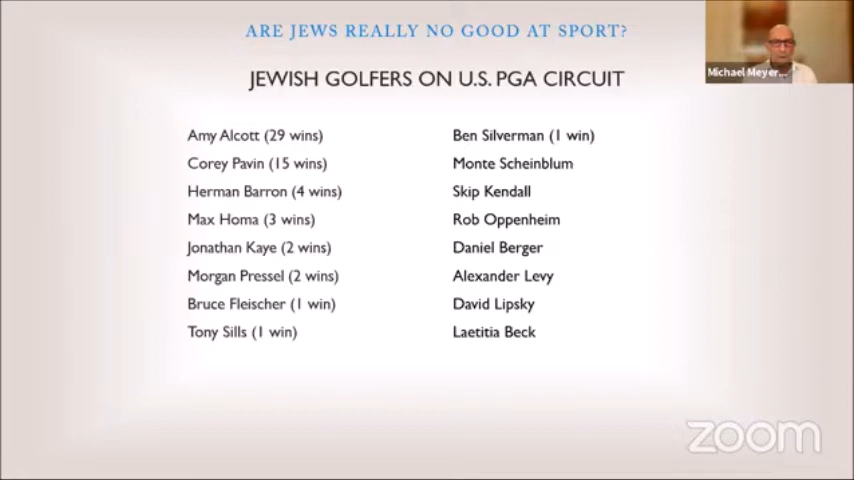 ARE JEWS REALLY NO GOOD AT SPORT?
Michael Meyer...
JEWISH GOLFERS ON U.S. PGA CIRCUIT
Amy Alcott (29 wins)
Corey Pavin (15 wins)
Herman Barron (4 wins)
Max Homa (3 wins)
Jonathan Kaye (2 wins)
Morgan Pressel (2 wins)
Bruce Fleischer (1 win)
Tony Sills (1 win)
Ben Silverman (1 win)
Monte Scheinblum
Skip Kendall
Rob Oppenheim
Daniel Berger
Alexander Levy
David Lipsky
Laetitia Beck
zoom